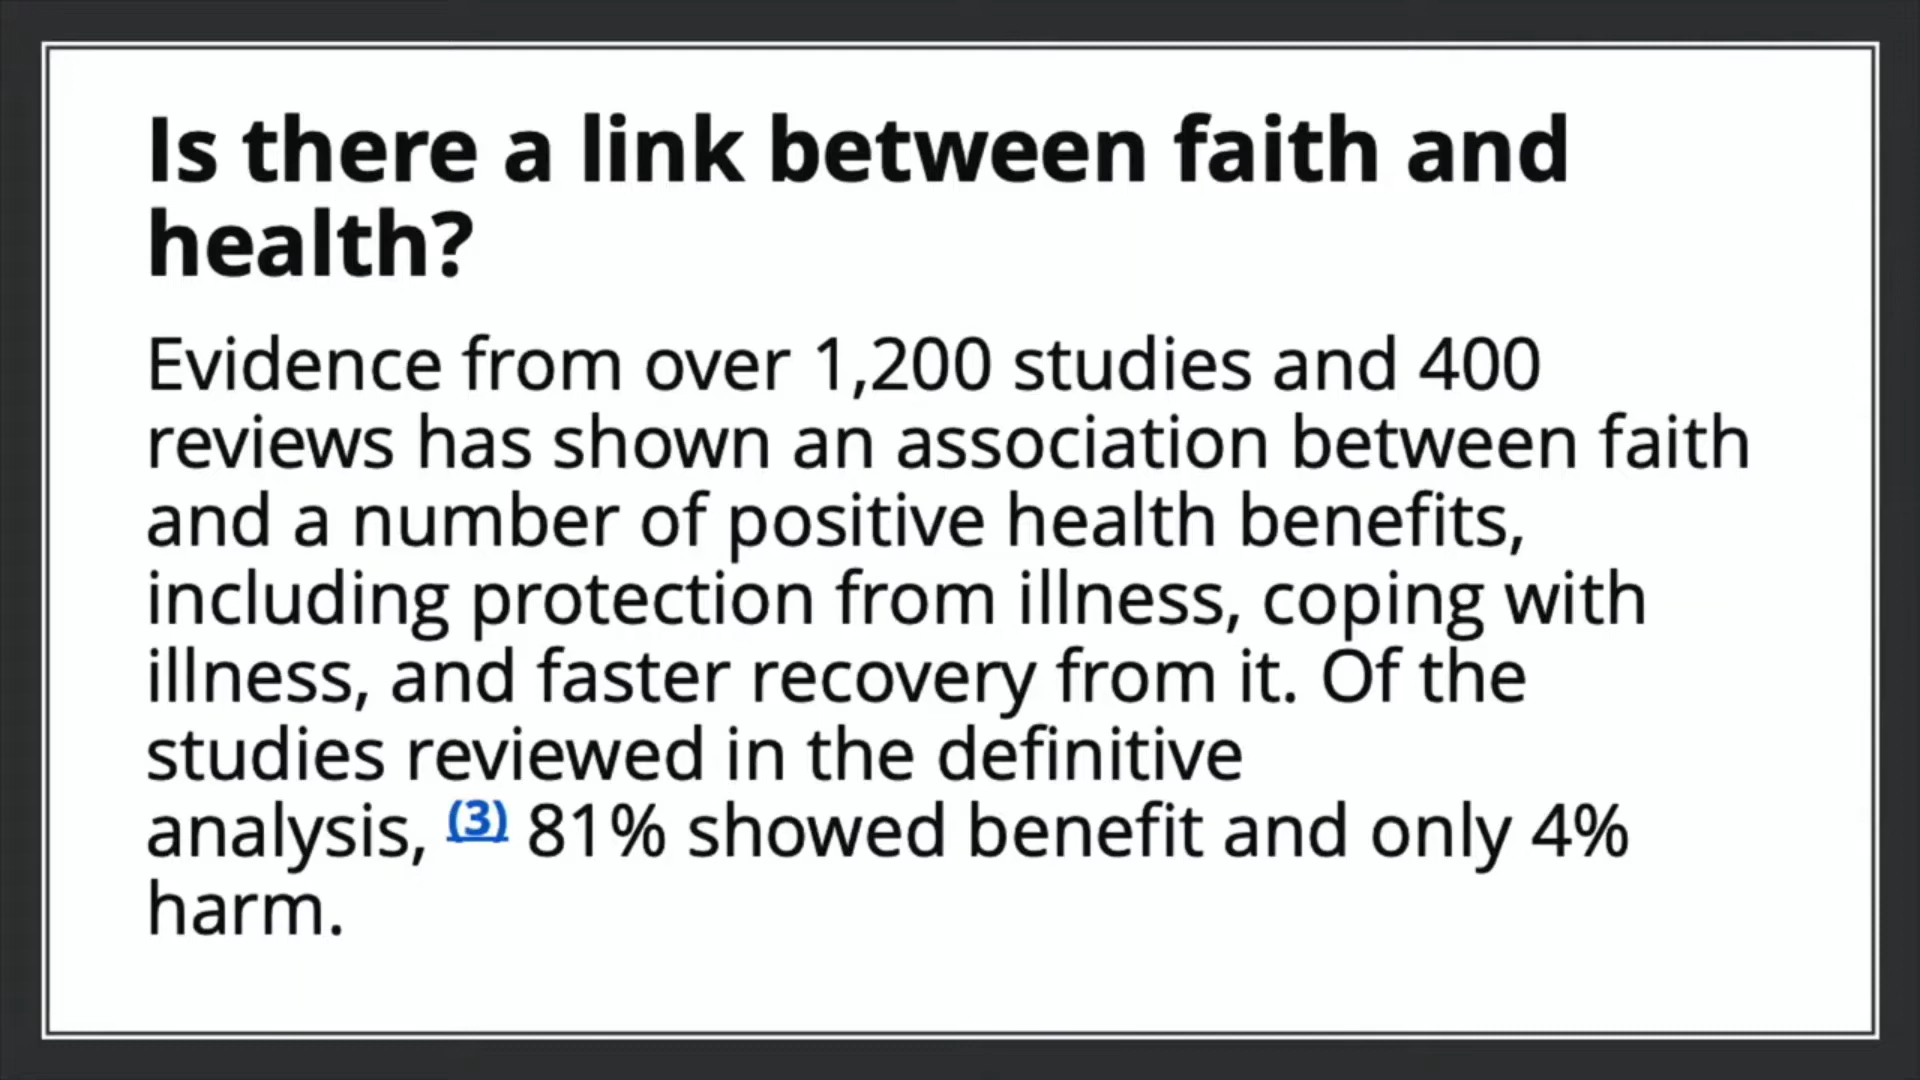 Is there a link between faith and
health?
Evidence from over 1,200 studies and 400
reviews has shown an association between faith
and a number of positive health benefits,
including protection from illness, coping with
illness, and faster recovery from it. Of the
studies reviewed in the definitive
analysis, (3) 81% showed benefit and only 4%
harm.